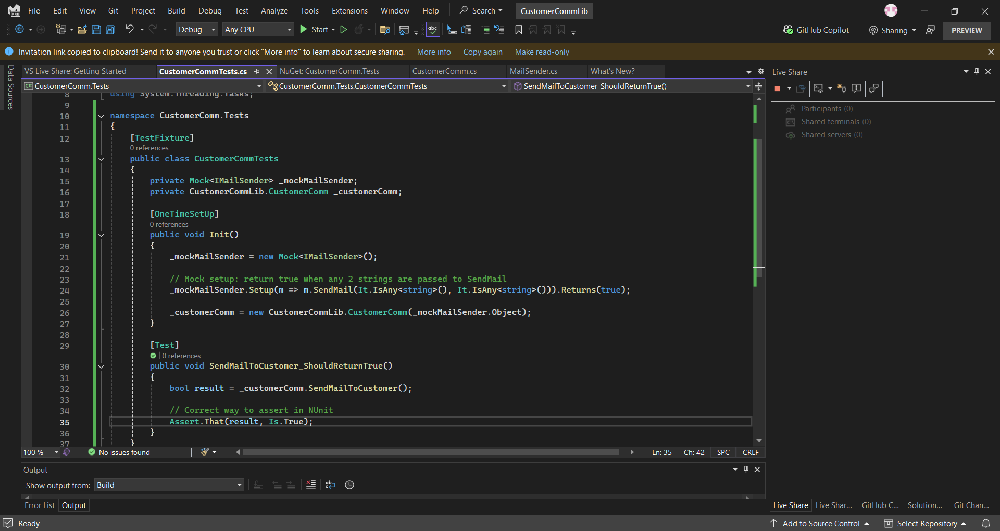 File Edit View Git Project Build Debug Test Analyze Tools Extensions Window Help Search CustomerCommLib
Debug Any CPU Start GitHub Copilot Sharing PREVIEW
Invitation link copied to clipboard! Send it to anyone you trust or click "More info" to learn about secure sharing. More info Copy again Make read-only
Data Sources
VS Live Share: Getting Started CustomerCommTests.cs NuGet: CustomerComm.Tests CustomerComm.cs MailSender.cs What's New?
C# CustomerComm.Tests CustomerComm.Tests.CustomerCommTests SendMailToCustomer_ShouldReturnTrue()
8 using System.Threading.Tasks;
9
10 namespace CustomerComm.Tests
11 {
12 [TestFixture]
0 references
13 public class CustomerCommTests
14 {
15 private Mock<IMailSender> _mockMailSender;
16 private CustomerCommLib.CustomerComm _customerComm;
17
18 [OneTimeSetUp]
0 references
19 public void Init()
20 {
21 _mockMailSender = new Mock<IMailSender>();
22
23 // Mock setup: return true when any 2 strings are passed to SendMail
24 _mockMailSender.Setup(m => m.SendMail(It.IsAny<string>(), It.IsAny<string>())).Returns(true);
25
26 _customerComm = new CustomerCommLib.CustomerComm(_mockMailSender.Object);
27 }
28
29 [Test]
| 0 references
30 public void SendMailToCustomer_ShouldReturnTrue()
31 {
32 bool result = _customerComm.SendMailToCustomer();
33
34 // Correct way to assert in NUnit
35 Assert.That(result, Is.True);
36 }
37 }
100 % No issues found Ln: 35 Ch: 42 SPC CRLF
Output
Show output from: Build
Error List Output
Live Share
Participants (0)
Shared terminals (0)
Shared servers (0)
Live Share Live Shar... GitHub C... Solution... Git Chan...
Ready Add to Source Control Select Repository